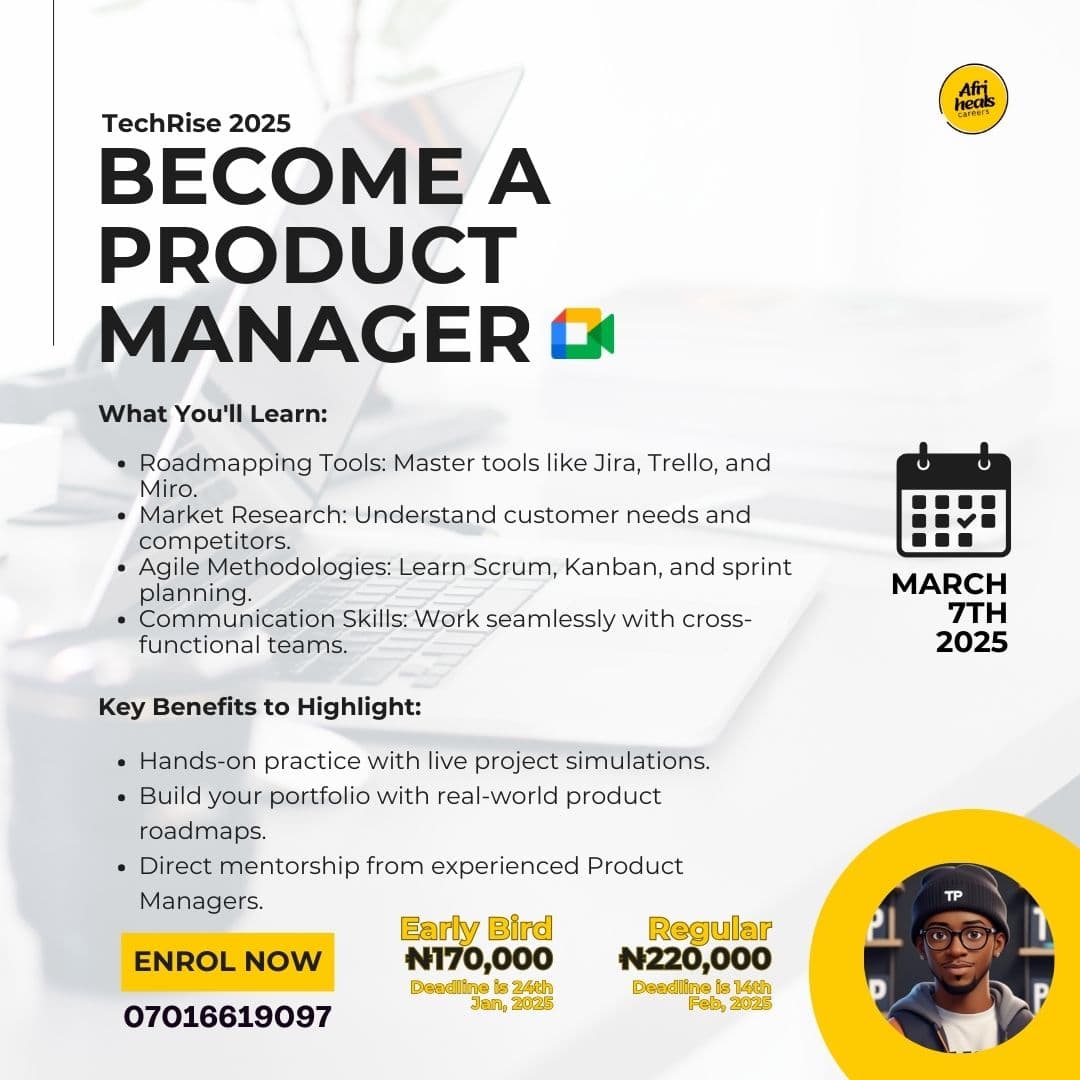 Afri
heals
careers
TechRise 2025
BECOME A
PRODUCT
MANAGER
What You'll Learn:
• Roadmapping Tools: Master tools like Jira, Trello, and
Miro.
• Market Research: Understand customer needs and
competitors.
• Agile Methodologies: Learn Scrum, Kanban, and sprint
planning.
• Communication Skills: Work seamlessly with cross-
functional teams.
MARCH
7TH
2025
Key Benefits to Highlight:
• Hands-on practice with live project simulations.
• Build your portfolio with real-world product
roadmaps.
• Direct mentorship from experienced Product
Managers.
ENROL NOW
07016619097
Early Bird
₦170,000
Deadline is 24th
Jan, 2025
Regular
₦220,000
Deadline is 14th
Feb, 2025
TP